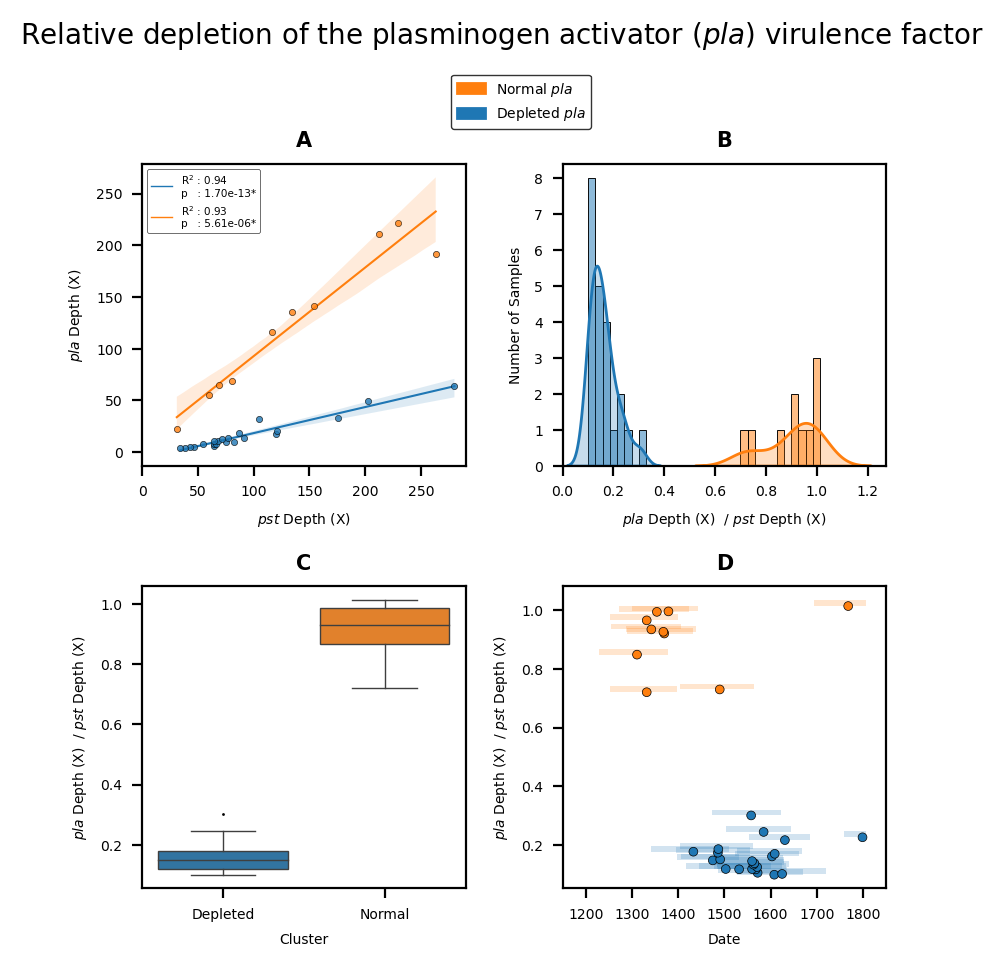 Relative depletion of the plasminogen activator (pla) virulence factor
Normal pla
Depleted pla
A
R² : 0.94
p : 1.70e-13*
R² : 0.93
p : 5.61e-06*
250
200
150
100
50
0
pla Depth (X)
0 50 100 150 200 250
pst Depth (X)
B
8
7
6
5
4
3
2
1
0
Number of Samples
0.0 0.2 0.4 0.6 0.8 1.0 1.2
pla Depth (X) / pst Depth (X)
C
1.0
0.8
0.6
0.4
0.2
pla Depth (X) / pst Depth (X)
Depleted Normal
Cluster
D
1.0
0.8
0.6
0.4
0.2
pla Depth (X) / pst Depth (X)
1200 1300 1400 1500 1600 1700 1800
Date